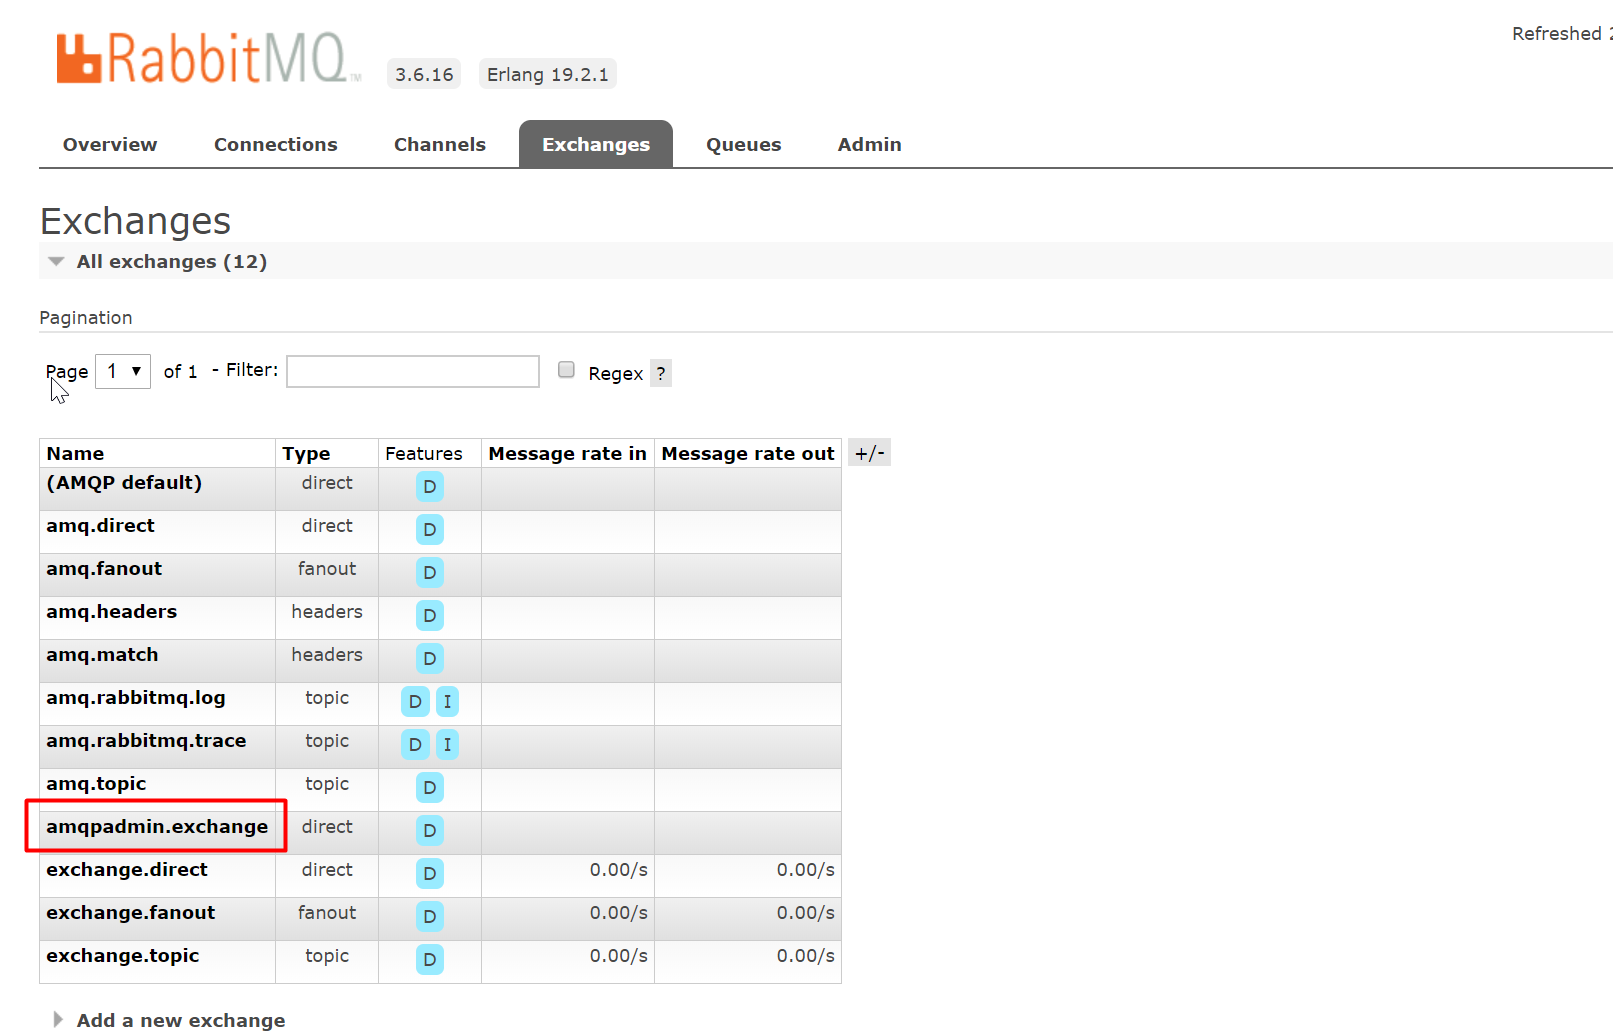 Refreshed 2
RabbitMQ™ 3.6.16 Erlang 19.2.1
Overview Connections Channels Exchanges Queues Admin
Exchanges
All exchanges (12)
Pagination
Page 1 of 1 - Filter: Regex ?
Name Type Features Message rate in Message rate out +/-
(AMQP default) direct D
amq.direct direct D
amq.fanout fanout D
amq.headers headers D
amq.match headers D
amq.rabbitmq.log topic D I
amq.rabbitmq.trace topic D I
amq.topic topic D
amqpadmin.exchange direct D
exchange.direct direct D 0.00/s 0.00/s
exchange.fanout fanout D 0.00/s 0.00/s
exchange.topic topic D 0.00/s 0.00/s
Add a new exchange